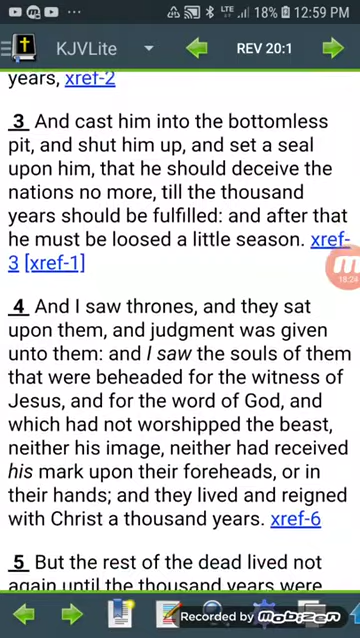 LTE 18% 12:59 PM
KJVLite REV 20:1
years, xref-2
3 And cast him into the bottomless
pit, and shut him up, and set a seal
upon him, that he should deceive the
nations no more, till the thousand
years should be fulfilled: and after that
he must be loosed a little season. xref-
3 [xref-1]
18:24
4 And I saw thrones, and they sat
upon them, and judgment was given
unto them: and I saw the souls of them
that were beheaded for the witness of
Jesus, and for the word of God, and
which had not worshipped the beast,
neither his image, neither had received
his mark upon their foreheads, or in
their hands; and they lived and reigned
with Christ a thousand years. xref-6
5 But the rest of the dead lived not
again until the thousand years were
Recorded by mobizen